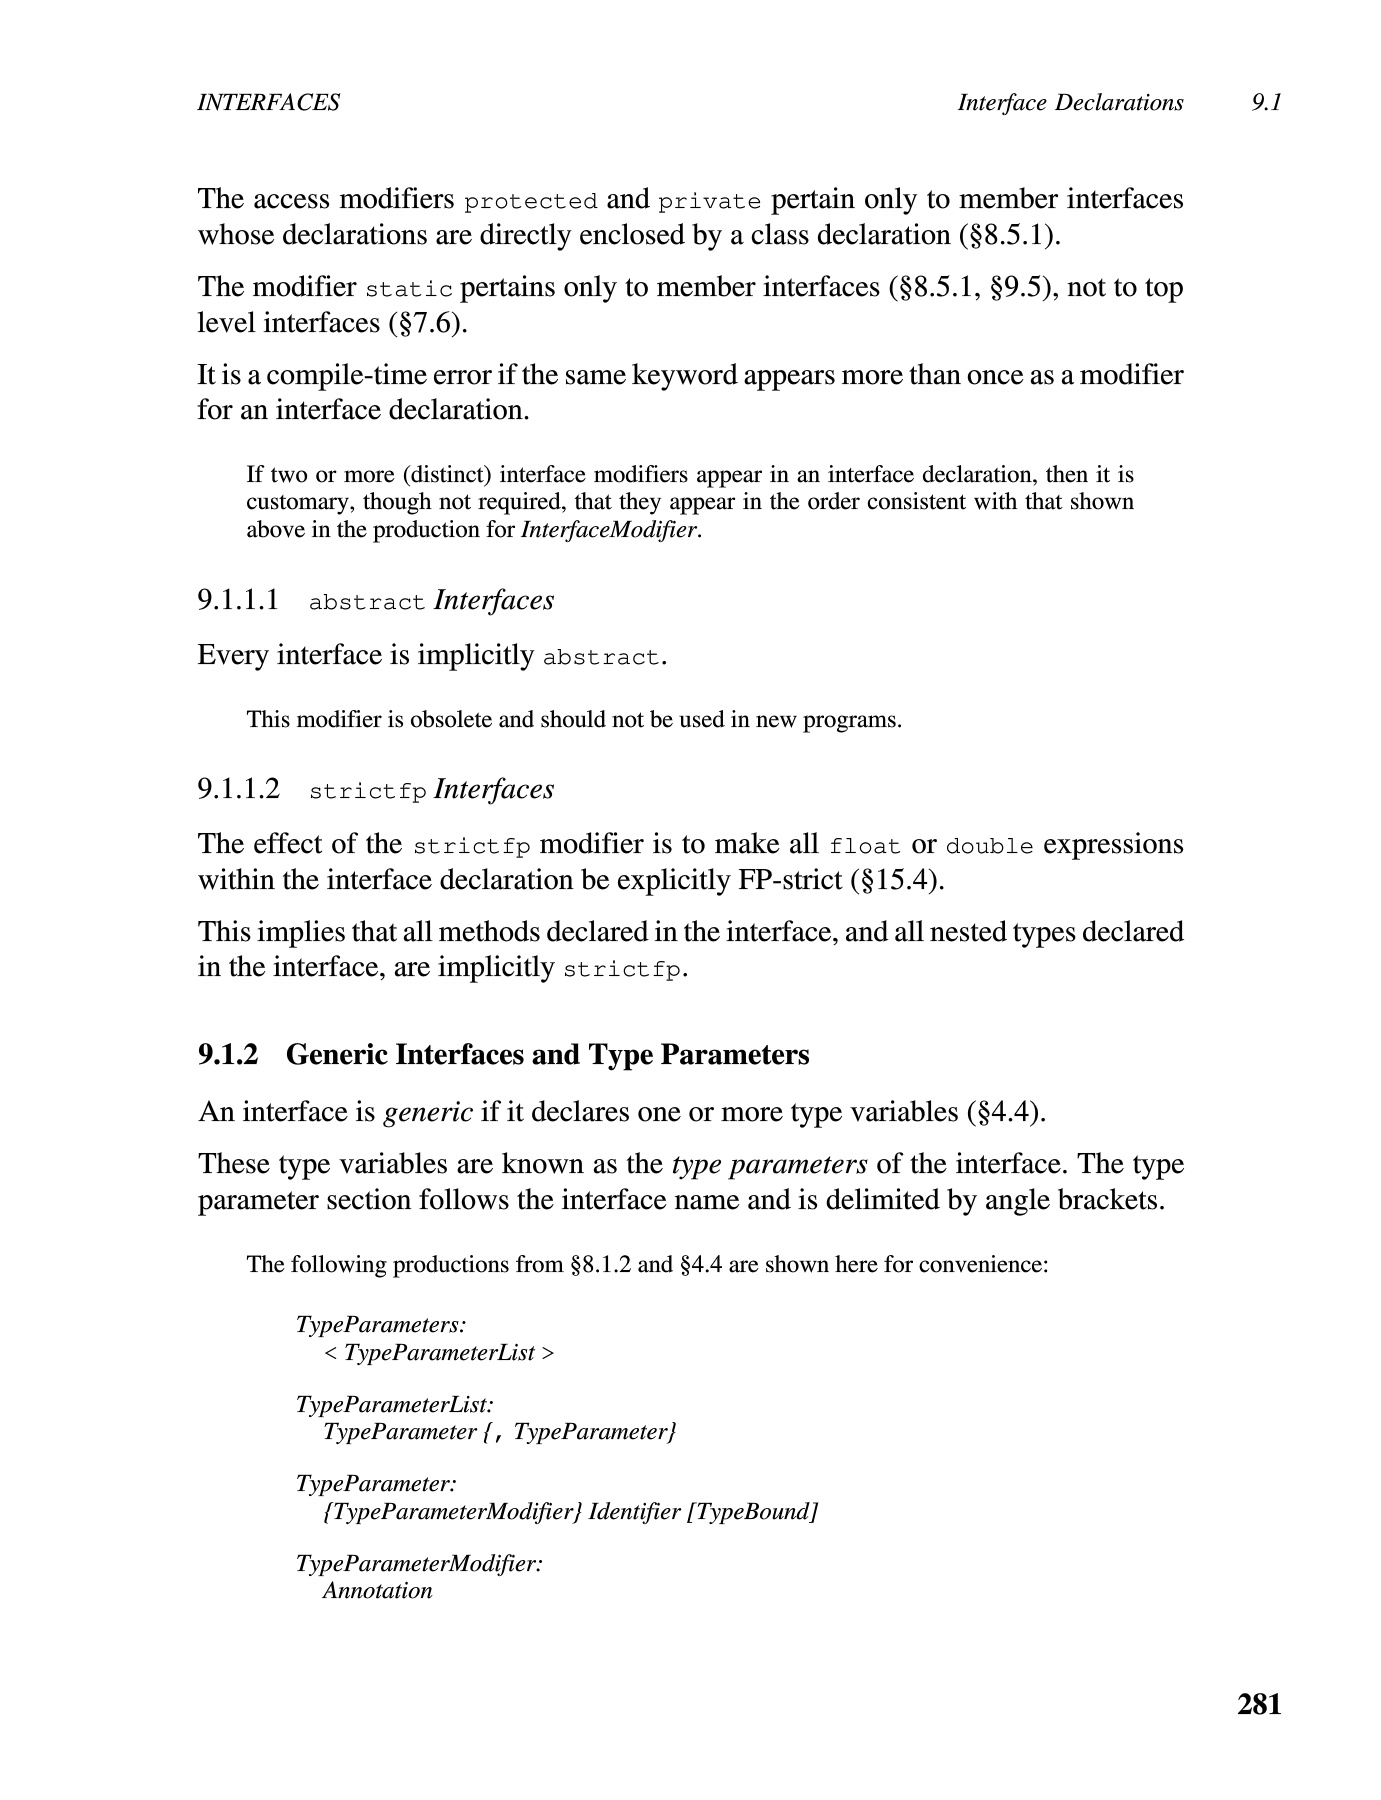 INTERFACES Interface Declarations 9.1
The access modifiers protected and private pertain only to member interfaces
whose declarations are directly enclosed by a class declaration (§8.5.1).
The modifier static pertains only to member interfaces (§8.5.1, §9.5), not to top
level interfaces (§7.6).
It is a compile-time error if the same keyword appears more than once as a modifier
for an interface declaration.
If two or more (distinct) interface modifiers appear in an interface declaration, then it is
customary, though not required, that they appear in the order consistent with that shown
above in the production for InterfaceModifier.
9.1.1.1 abstract Interfaces
Every interface is implicitly abstract.
This modifier is obsolete and should not be used in new programs.
9.1.1.2 strictfp Interfaces
The effect of the strictfp modifier is to make all float or double expressions
within the interface declaration be explicitly FP-strict (§15.4).
This implies that all methods declared in the interface, and all nested types declared
in the interface, are implicitly strictfp.
9.1.2 Generic Interfaces and Type Parameters
An interface is generic if it declares one or more type variables (§4.4).
These type variables are known as the type parameters of the interface. The type
parameter section follows the interface name and is delimited by angle brackets.
The following productions from §8.1.2 and §4.4 are shown here for convenience:
TypeParameters:
< TypeParameterList >
TypeParameterList:
TypeParameter {, TypeParameter}
TypeParameter:
{TypeParameterModifier} Identifier [TypeBound]
TypeParameterModifier:
Annotation
281